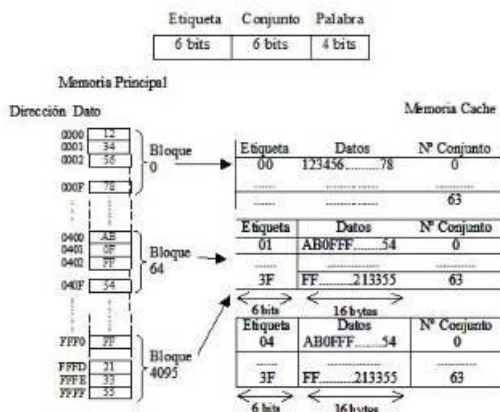 Etiqueta Conjunto Palabra
6 bits 6 bits 4 bits
Memoria Principal
Dirección Dato
Memoria Cache
0000 12
0001 34
0002 56
000F 78
Bloque
0
0400 AB
0401 0F
0402 FF
040F 54
Bloque
64
FFF0 FF
FFFD 21
FFFE 33
FFFF 55
Bloque
4095
Etiqueta Datos Nº Conjunto
00 123456..........78 0
........ ........ ........
........ ........ 63
Etiqueta Datos Nº Conjunto
01 AB0FFF........54 0
........ ........ ........
3F FF........213355 63
6 bits 16 bytes
Etiqueta Datos Nº Conjunto
04 AB0FFF........54 0
........ ........ ........
3F FF........213355 63
6 bits 16 bytes